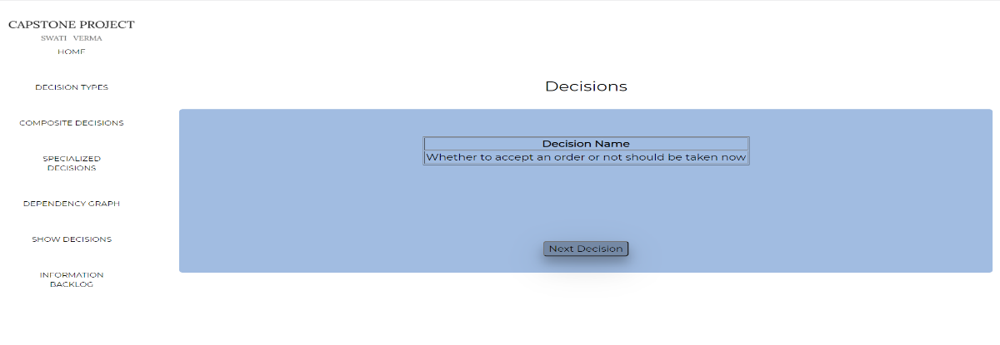 CAPSTONE PROJECT
SWATI VERMA
HOME
DECISION TYPES
COMPOSITE DECISIONS
SPECIALIZED
DECISIONS
DEPENDENCY GRAPH
SHOW DECISIONS
INFORMATION
BACKLOG
Decisions
Decision Name
Whether to accept an order or not should be taken now
Next Decision